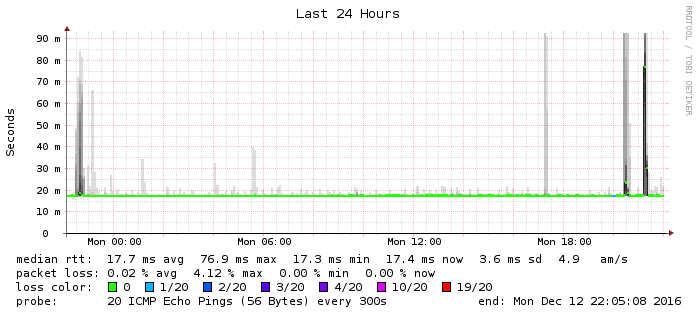 Last 24 Hours
RRDTOOL / TOBI OETIKER
Seconds
90 m
80 m
70 m
60 m
50 m
40 m
30 m
20 m
10 m
0
Mon 00:00 Mon 06:00 Mon 12:00 Mon 18:00
median rtt: 17.7 ms avg 76.9 ms max 17.3 ms min 17.4 ms now 3.6 ms sd 4.9 am/s
packet loss: 0.02 % avg 4.12 % max 0.00 % min 0.00 % now
loss color: 0 1/20 2/20 3/20 4/20 10/20 19/20
probe: 20 ICMP Echo Pings (56 Bytes) every 300s end: Mon Dec 12 22:05:08 2016